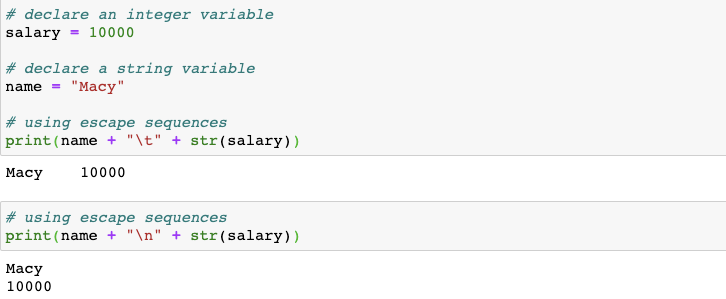 # declare an integer variable
salary = 10000
# declare a string variable
name = "Macy"
# using escape sequences
print(name + "\t" + str(salary))
Macy    10000
# using escape sequences
print(name + "\n" + str(salary))
Macy
10000